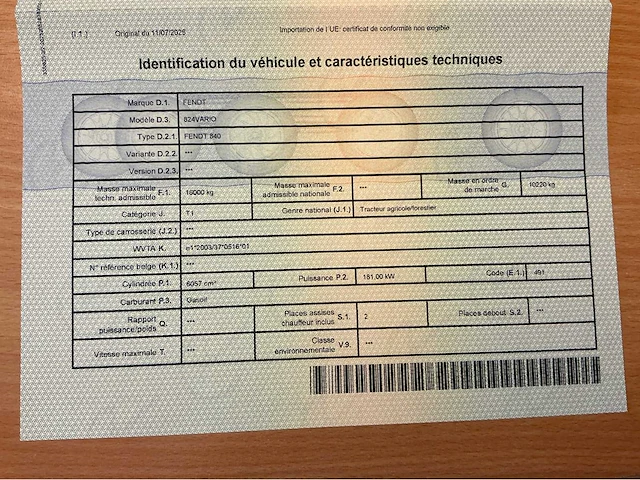 (I.1.) Original du 11/07/2025 Importation de l'UE: certificat de conformité non exigible
Identification du véhicule et caractéristiques techniques
Marque D.1. FENDT
Modèle D.3. 824VARIO
Type D.2.1. FENDT 840
Variante D.2.2. ---
Version D.2.3. ---
Masse maximale techn. admissible F.1. 16000 kg Masse maximale admissible nationale F.2. --- Masse en ordre de marche G. 10220 kg
Catégorie J. T1 Genre national (J.1.) Tracteur agricole/forestier
Type de carrosserie (J.2.) ---
WVTA K. e1*2003/37*0516*01
N° référence belge (K.1.) ---
Cylindrée P.1. 6057 cm³ Puissance P.2. 181,00 kW Code (E.1.) 491
Carburant P.3. Gasoil
Rapport puissance/poids Q. --- Places assises chauffeur inclus S.1. 2 Places debout S.2. ---
Vitesse maximale T. --- Classe environnementale V.9. ---